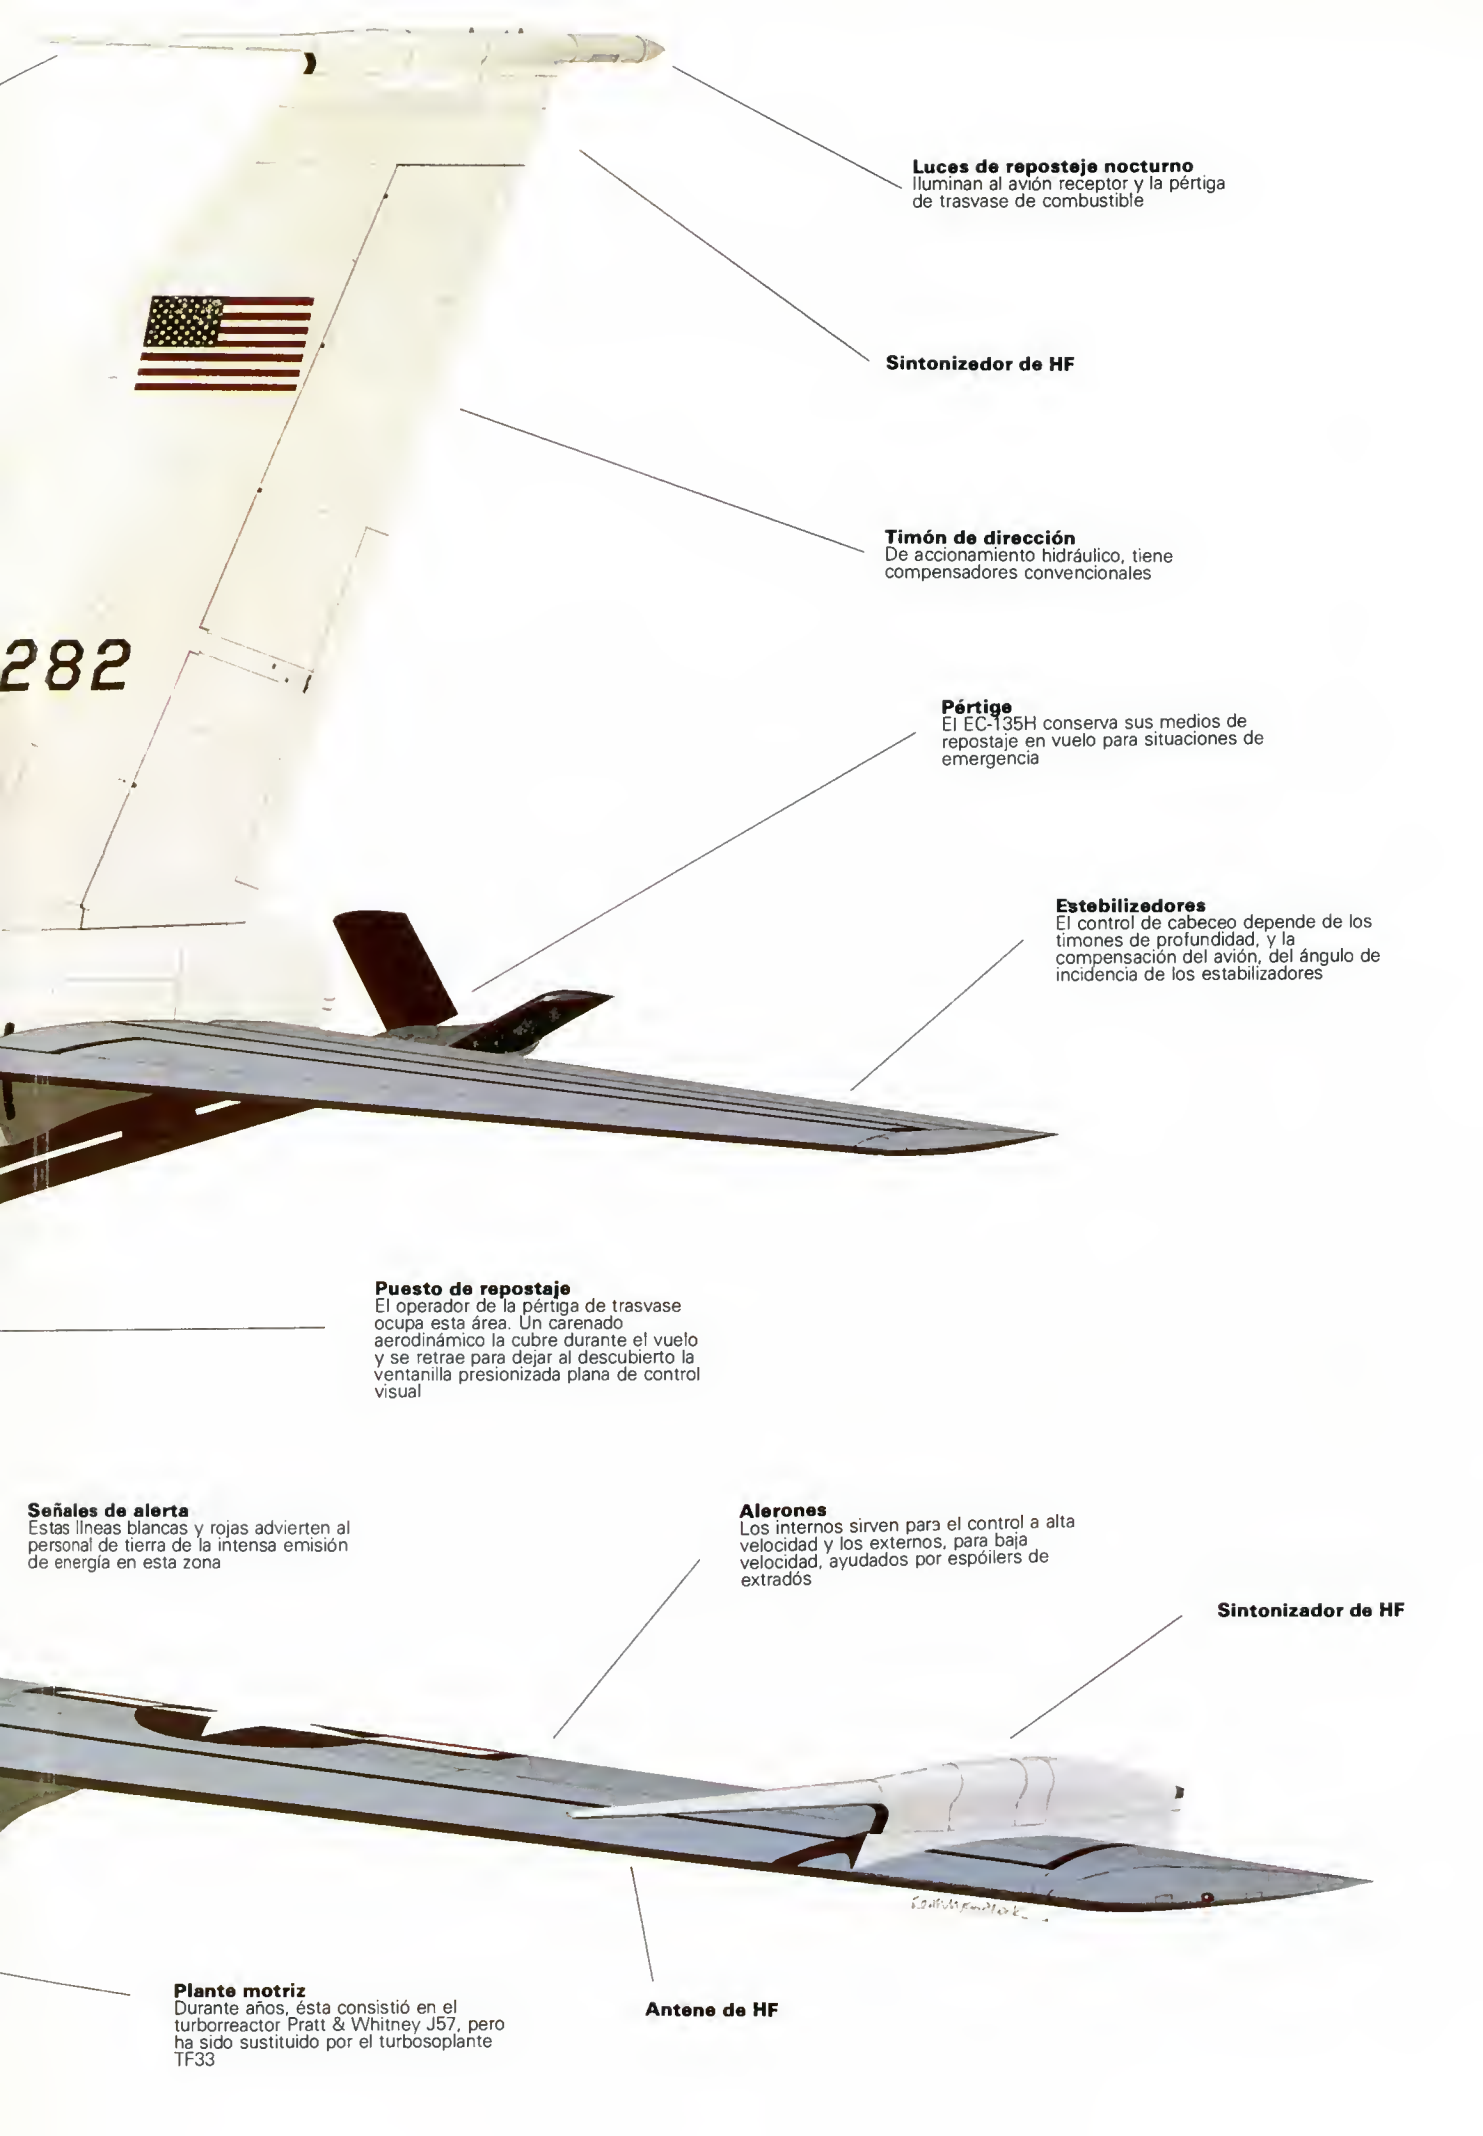 Luces de reposteje nocturno
Iluminan al avión receptor y la pértiga
de trasvase de combustible
Sintonizedor de HF
Timón de dirección
De accionamiento hidráulico, tiene
compensadores convencionales
282
Pértige
El EC-135H conserva sus medios de
repostaje en vuelo para situaciones de
emergencia
Estebilizedores
El control de cabeceo depende de los
timones de profundidad, y la
compensación del avión, del ángulo de
incidencia de los estabilizadores
Puesto de repostaje
El operador de la pértiga de trasvase
ocupa esta área. Un carenado
aerodinámico la cubre durante el vuelo
y se retrae para dejar al descubierto la
ventanilla presionizada plana de control
visual
Señales de alerta
Estas líneas blancas y rojas advierten al
personal de tierra de la intensa emisión
de energía en esta zona
Alerones
Los internos sirven para el control a alta
velocidad y los externos, para baja
velocidad, ayudados por espóilers de
extradós
Sintonizador de HF
Plante motriz
Durante años, ésta consistió en el
turborreactor Pratt & Whitney J57, pero
ha sido sustituido por el turbosoplante
TF33
Antene de HF